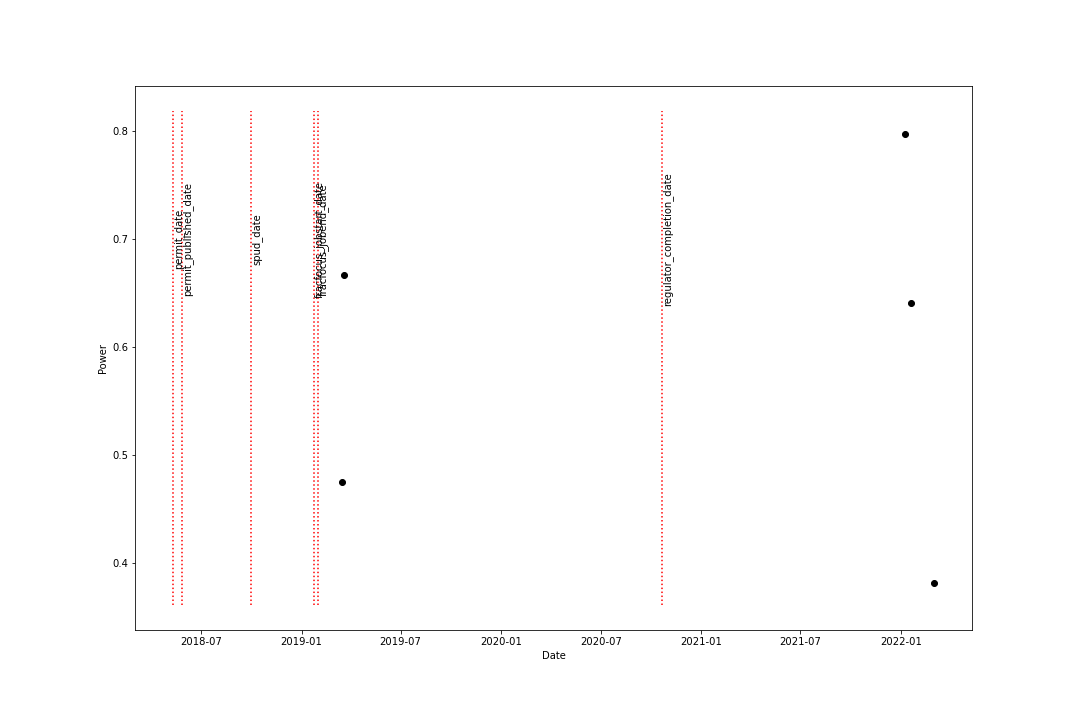 0.8
0.7
0.6
0.5
0.4
Power
permit_date
permit_published_date
spud_date
fracfocus_jobstart_date
fracfocus_jobend_date
regulator_completion_date
2018-07
2019-01
2019-07
2020-01
2020-07
2021-01
2021-07
2022-01
Date